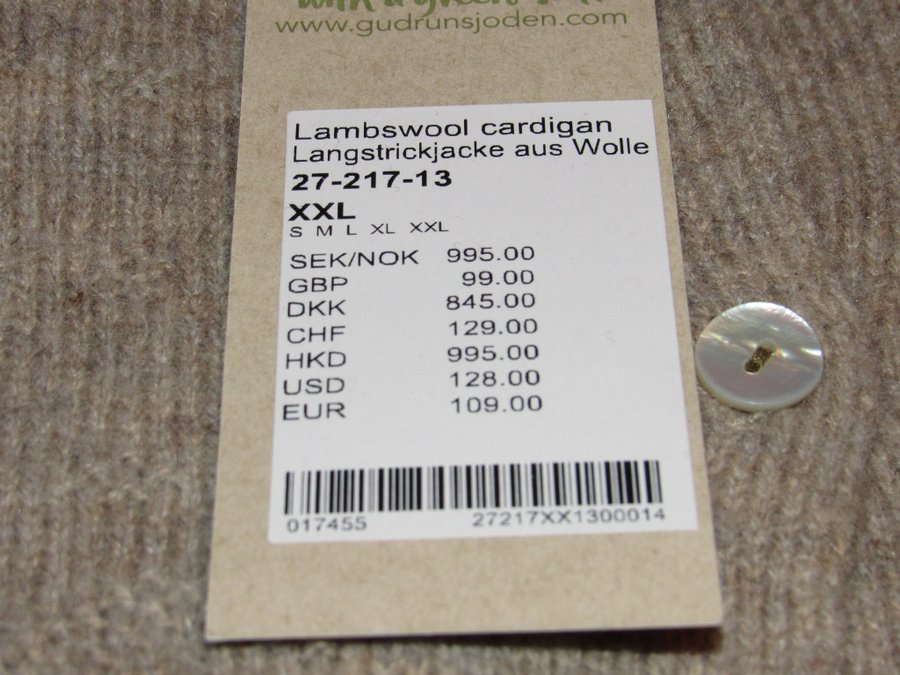 with a green
www.gudrunsjoden.com
Lambswool cardigan
Langstrickjacke aus Wolle
27-217-13
XXL
S M L XL XXL
SEK/NOK 995.00
GBP 99.00
DKK 845.00
CHF 129.00
HKD 995.00
USD 128.00
EUR 109.00
017455 27217XX1300014